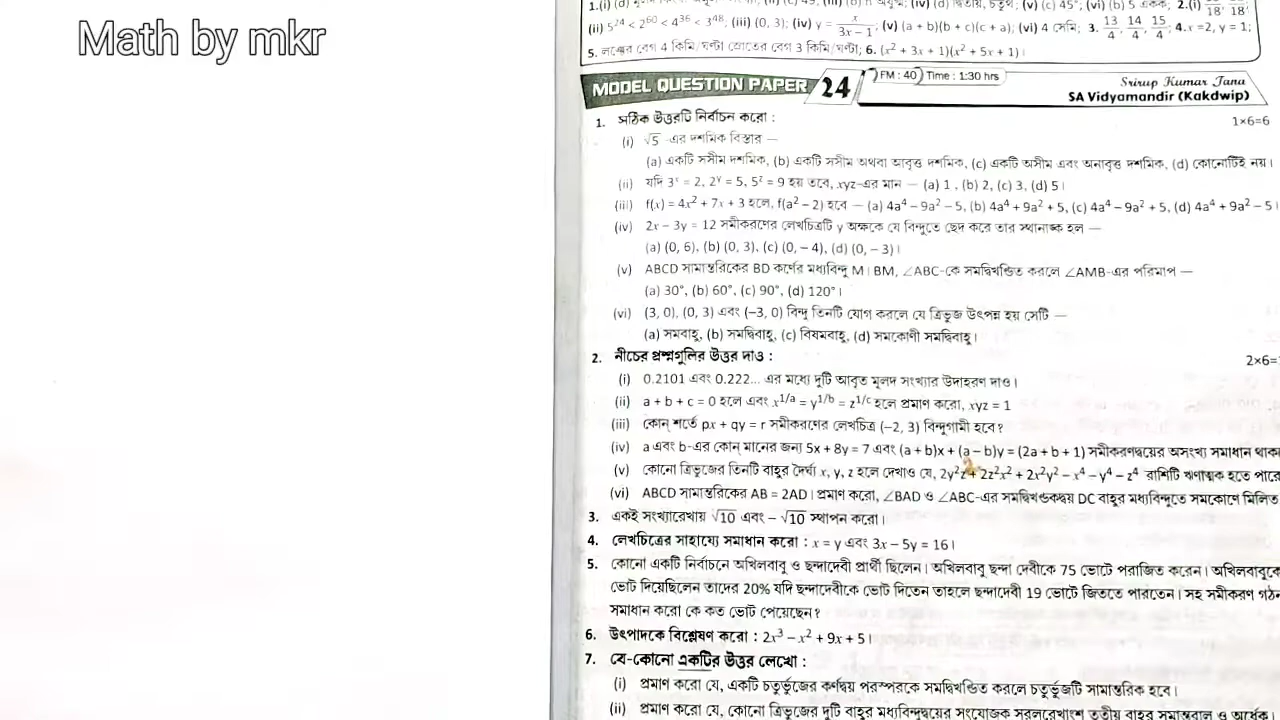 Math by mkr
(ii) 5^24 < 2^60 < 4^36 < 3^48; (iii) (0, 3); (iv) y = x/(3x − 1); (v) (a + b)(b + c)(c + a); (vi) 4 সেমি; 3. 13/4, 14/4, 15/4; 4. x =2, y = 1;
5. লঞ্চের বেগ 4 কিমি/ঘণ্টা স্রোতের বেগ 3 কিমি/ঘণ্টা; 6. (x² + 3x + 1)(x² + 5x + 1)।
MODEL QUESTION PAPER 24 FM : 40 Time : 1:30 hrs Srirup Kumar Jana
SA Vidyamandir (Kakdwip)
1. সঠিক উত্তরটি নির্বাচন করো : 1×6=6
(i) √5 -এর দশমিক বিস্তার —
(a) একটি সসীম দশমিক, (b) একটি সসীম অথবা আবৃত্ত দশমিক, (c) একটি অসীম এবং অনাবৃত্ত দশমিক, (d) কোনোটিই নয়।
(ii) যদি 3^x = 2, 2^y = 5, 5^z = 9 হয় তবে, xyz-এর মান — (a) 1 , (b) 2, (c) 3, (d) 5।
(iii) f(x) = 4x² + 7x + 3 হলে, f(a² − 2) হবে — (a) 4a⁴ − 9a² − 5, (b) 4a⁴ + 9a² + 5, (c) 4a⁴ − 9a² + 5, (d) 4a⁴ + 9a² − 5।
(iv) 2x − 3y = 12 সমীকরণের লেখচিত্রটি y অক্ষকে যে বিন্দুতে ছেদ করে তার স্থানাঙ্ক হল —
(a) (0, 6), (b) (0, 3), (c) (0, − 4), (d) (0, − 3)।
(v) ABCD সামান্তরিকের BD কর্ণের মধ্যবিন্দু M। BM, ∠ABC-কে সমদ্বিখণ্ডিত করলে ∠AMB-এর পরিমাপ —
(a) 30°, (b) 60°, (c) 90°, (d) 120°।
(vi) (3, 0), (0, 3) এবং (−3, 0) বিন্দু তিনটি যোগ করলে যে ত্রিভুজ উৎপন্ন হয় সেটি —
(a) সমবাহু, (b) সমদ্বিবাহু, (c) বিষমবাহু, (d) সমকোণী সমদ্বিবাহু।
2. নীচের প্রশ্নগুলির উত্তর দাও : 2×6=
(i) 0.2101 এবং 0.222... এর মধ্যে দুটি আবৃত মূলদ সংখ্যার উদাহরণ দাও।
(ii) a + b + c = 0 হলে এবং x^1/a = y^1/b = z^1/c হলে প্রমাণ করো, xyz = 1
(iii) কোন্ শর্তে px + qy = r সমীকরণের লেখচিত্র (−2, 3) বিন্দুগামী হবে?
(iv) a এবং b-এর কোন্ মানের জন্য 5x + 8y = 7 এবং (a + b)x + (a − b)y = (2a + b + 1) সমীকরণদ্বয়ের অসংখ্য সমাধান থাক
(v) কোনো ত্রিভুজের তিনটি বাহুর দৈর্ঘ্য x, y, z হলে দেখাও যে, 2y²z² + 2z²x² + 2x²y² − x⁴ − y⁴ − z⁴ রাশিটি ঋণাত্মক হতে পারে
(vi) ABCD সামান্তরিকের AB = 2AD। প্রমাণ করো, ∠BAD ও ∠ABC-এর সমদ্বিখণ্ডকদ্বয় DC বাহুর মধ্যবিন্দুতে সমকোণে মিলিত
3. একই সংখ্যারেখায় √10 এবং − √10 স্থাপন করো।
4. লেখচিত্রের সাহায্যে সমাধান করো : x = y এবং 3x − 5y = 16।
5. কোনো একটি নির্বাচনে অখিলবাবু ও ছন্দাদেবী প্রার্থী ছিলেন। অখিলবাবু ছন্দা দেবীকে 75 ভোটে পরাজিত করেন। অখিলবাবুকে
ভোট দিয়েছিলেন তাদের 20% যদি ছন্দাদেবীকে ভোট দিতেন তাহলে ছন্দাদেবী 19 ভোটে জিততে পারতেন। সহ সমীকরণ গঠন
সমাধান করো কে কত ভোট পেয়েছেন?
6. উৎপাদকে বিশ্লেষণ করো : 2x³ − x² + 9x + 5।
7. যে-কোনো একটির উত্তর লেখো :
(i) প্রমাণ করো যে, একটি চতুর্ভুজের কর্ণদ্বয় পরস্পরকে সমদ্বিখণ্ডিত করলে চতুর্ভুজটি সামান্তরিক হবে।
(ii) প্রমাণ করো যে, কোনো ত্রিভুজের দুটি বাহুর মধ্যবিন্দুদ্বয়ের সংযোজক সরলরেখাংশ তৃতীয় বাহুর সমান্তরাল ও অর্ধেক।